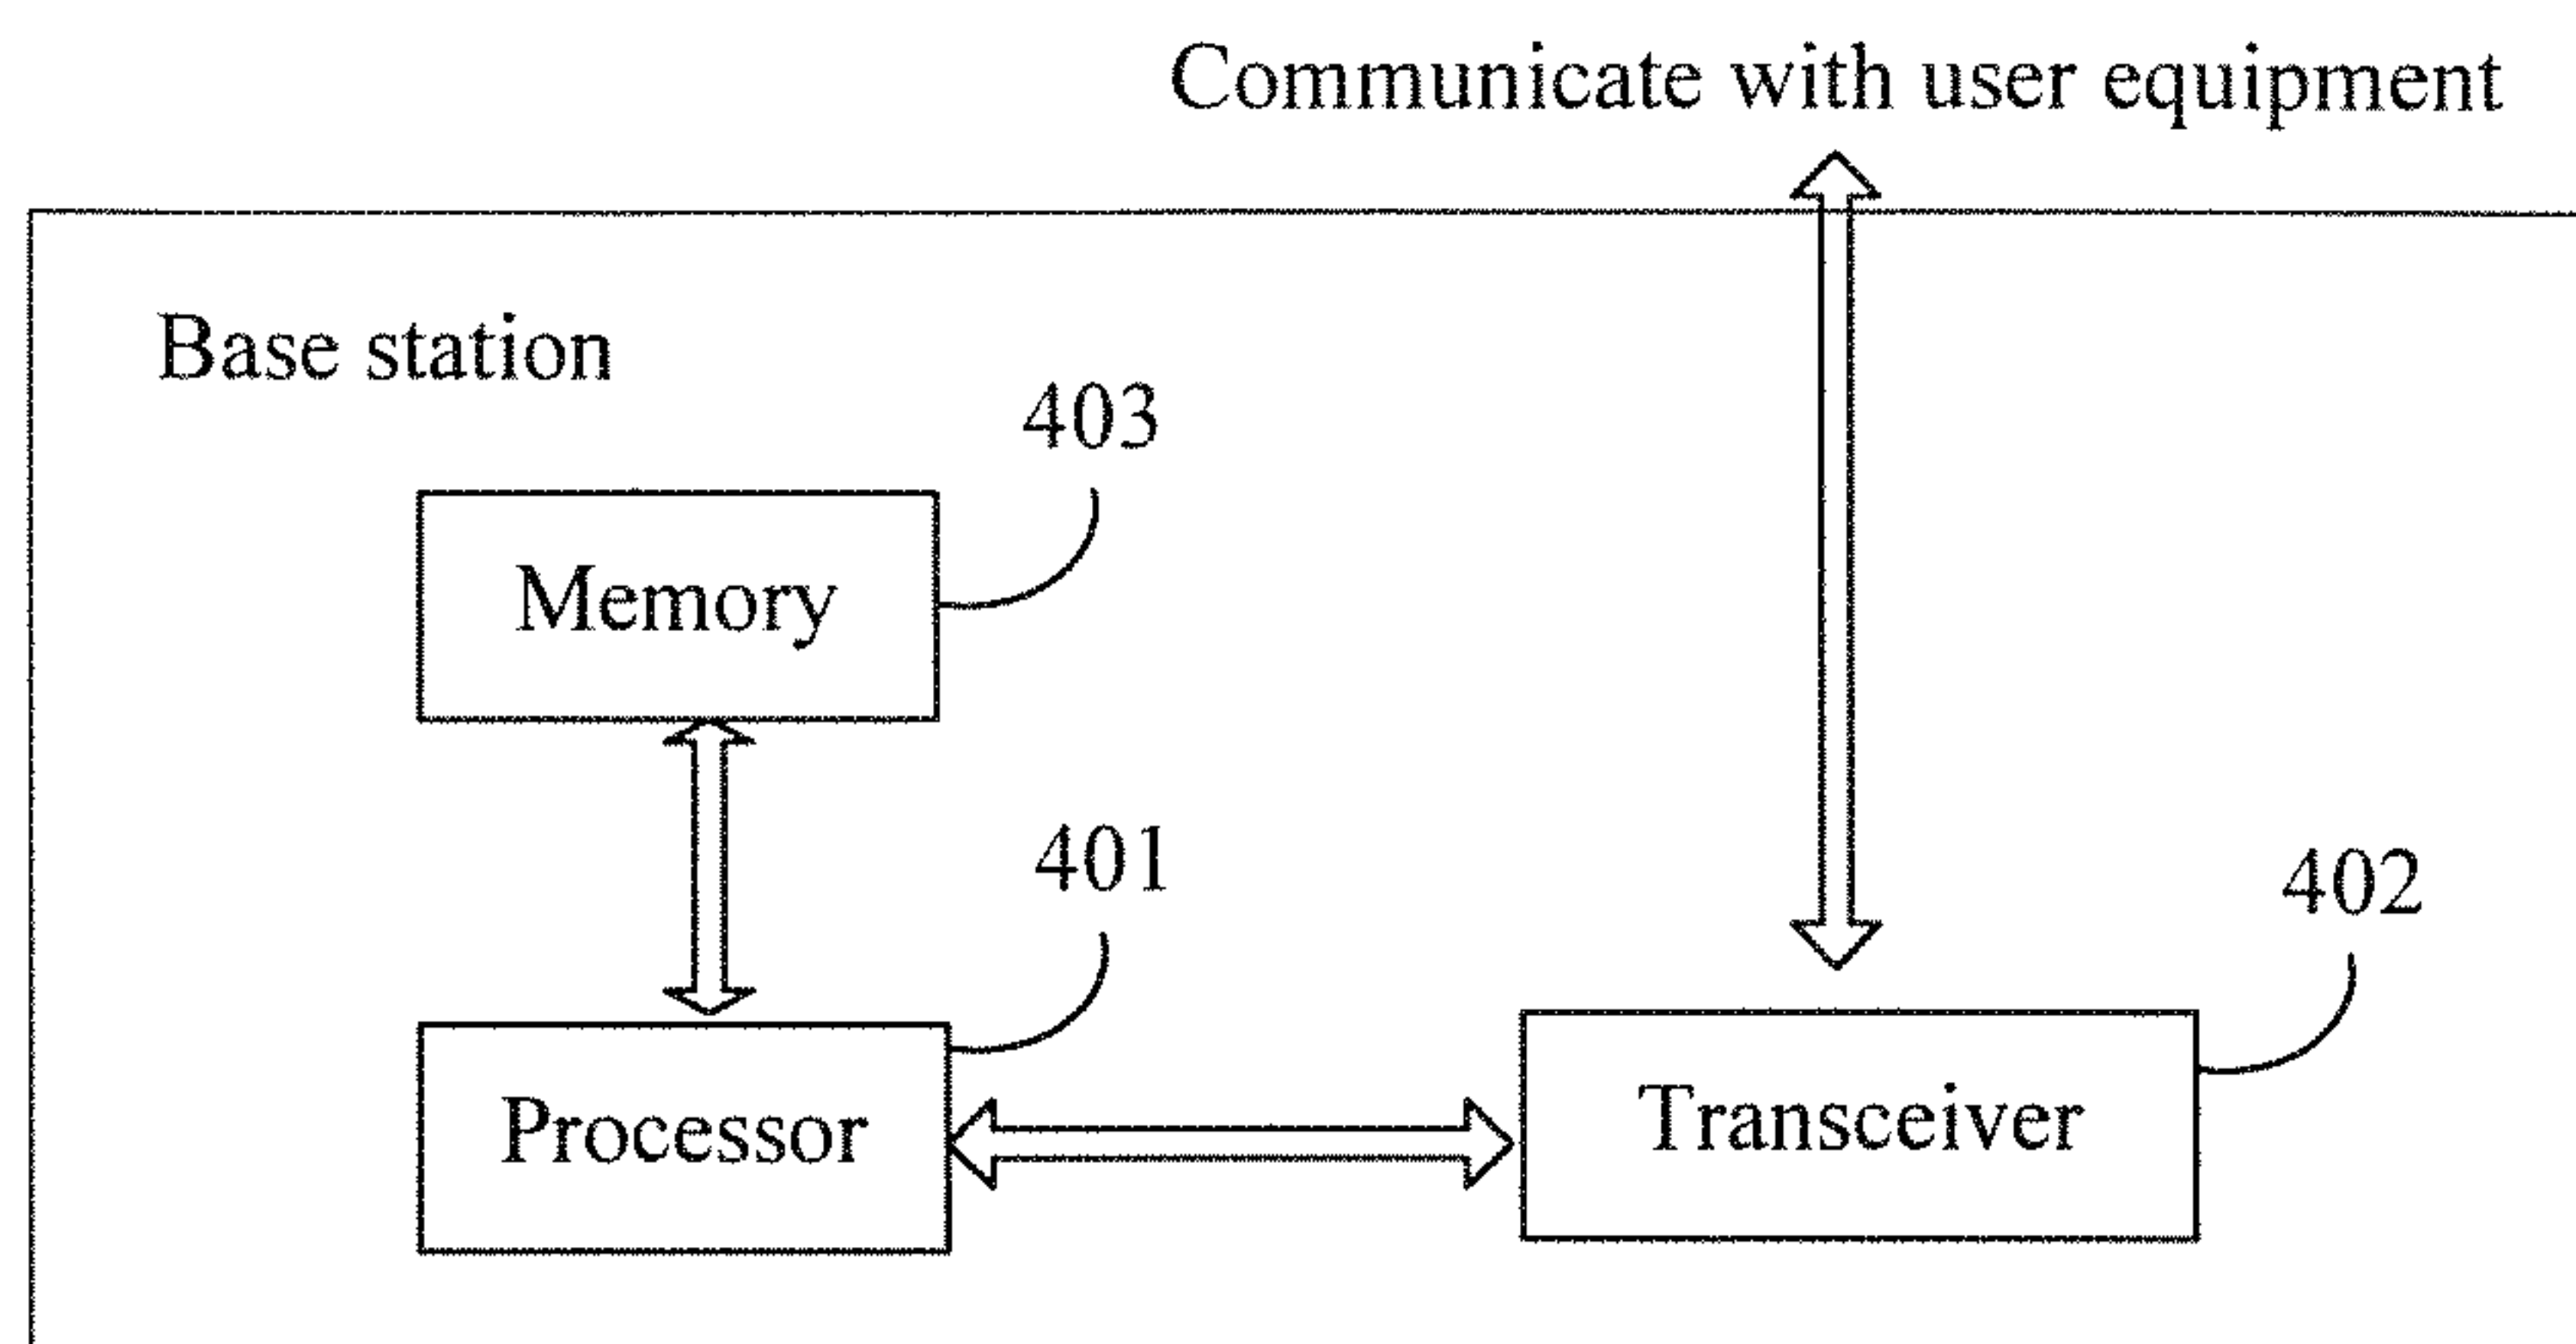 Communicate with user equipment
Base station
403
Memory
401
402
Processor
Transceiver